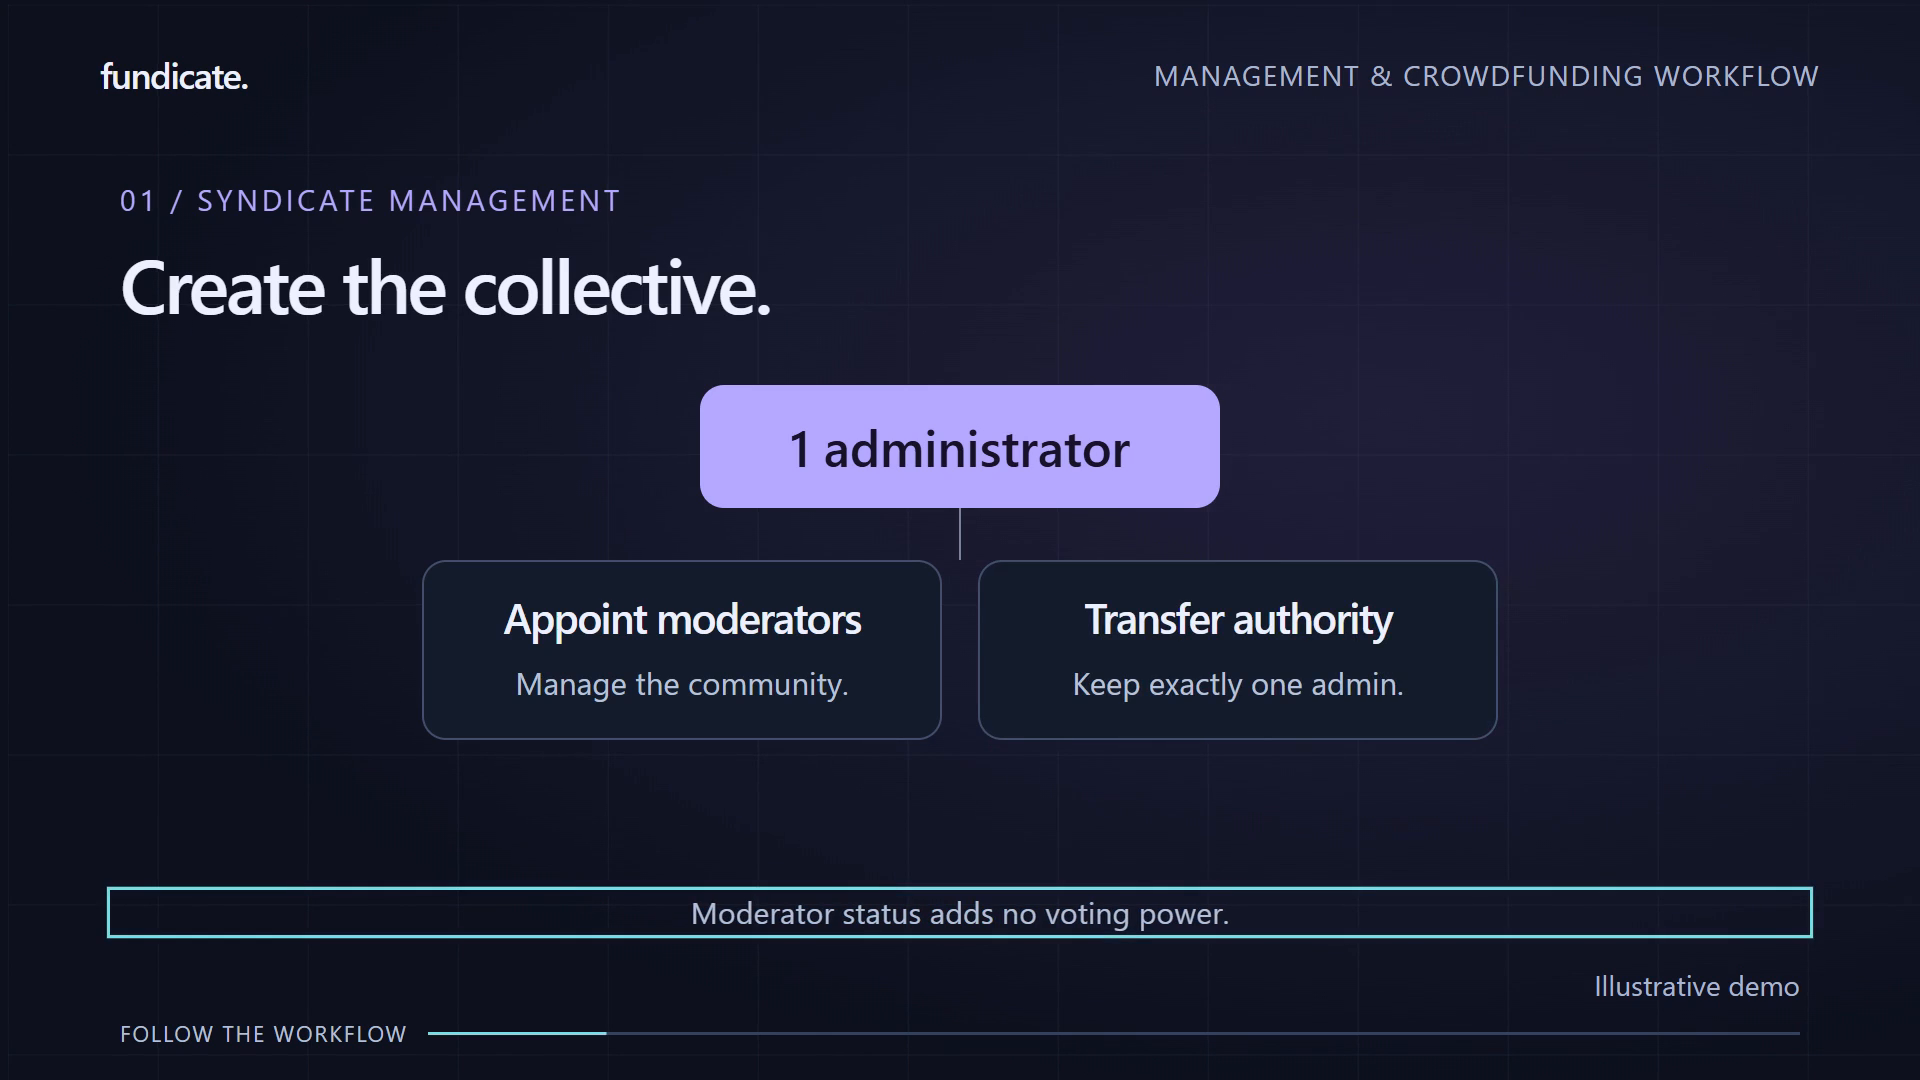 fundicate.
MANAGEMENT & CROWDFUNDING WORKFLOW
01 / SYNDICATE MANAGEMENT
Create the collective.
1 administrator
Appoint moderators
Manage the community.
Transfer authority
Keep exactly one admin.
Moderator status adds no voting power.
Illustrative demo
FOLLOW THE WORKFLOW